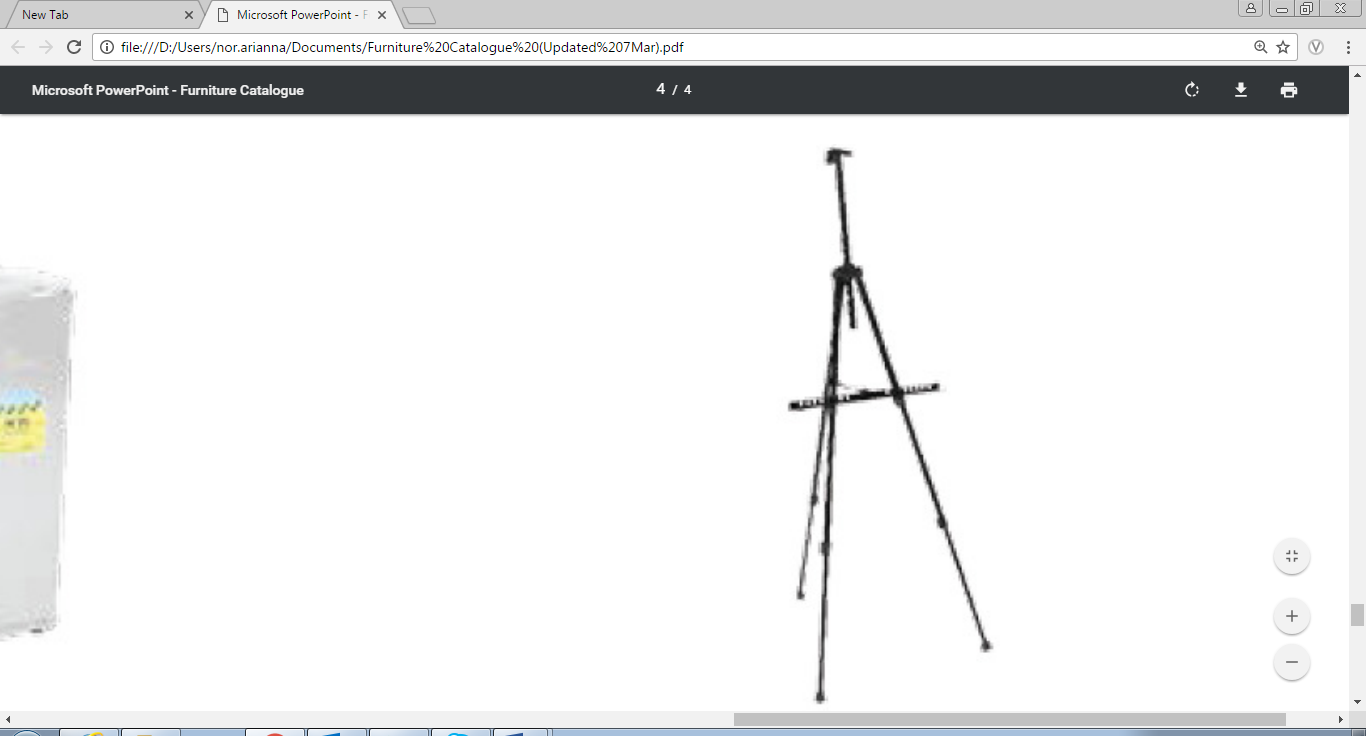 New Tab
Microsoft PowerPoint - F
file:///D:/Users/nor.arianna/Documents/Furniture%20Catalogue%20(Updated%207Mar).pdf
Microsoft PowerPoint - Furniture Catalogue
4 / 4